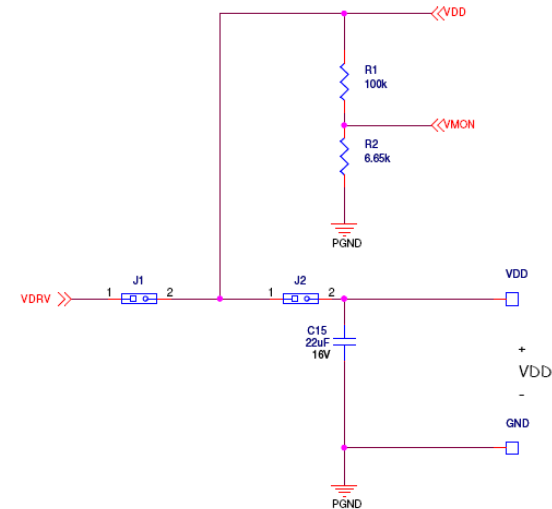 VDD
R1
100k
VMON
R2
6.65k
PGND
VDD
J1
J2
1 2
1 2
VDRV
C15
22uF
16V
+
VDD
-
GND
PGND